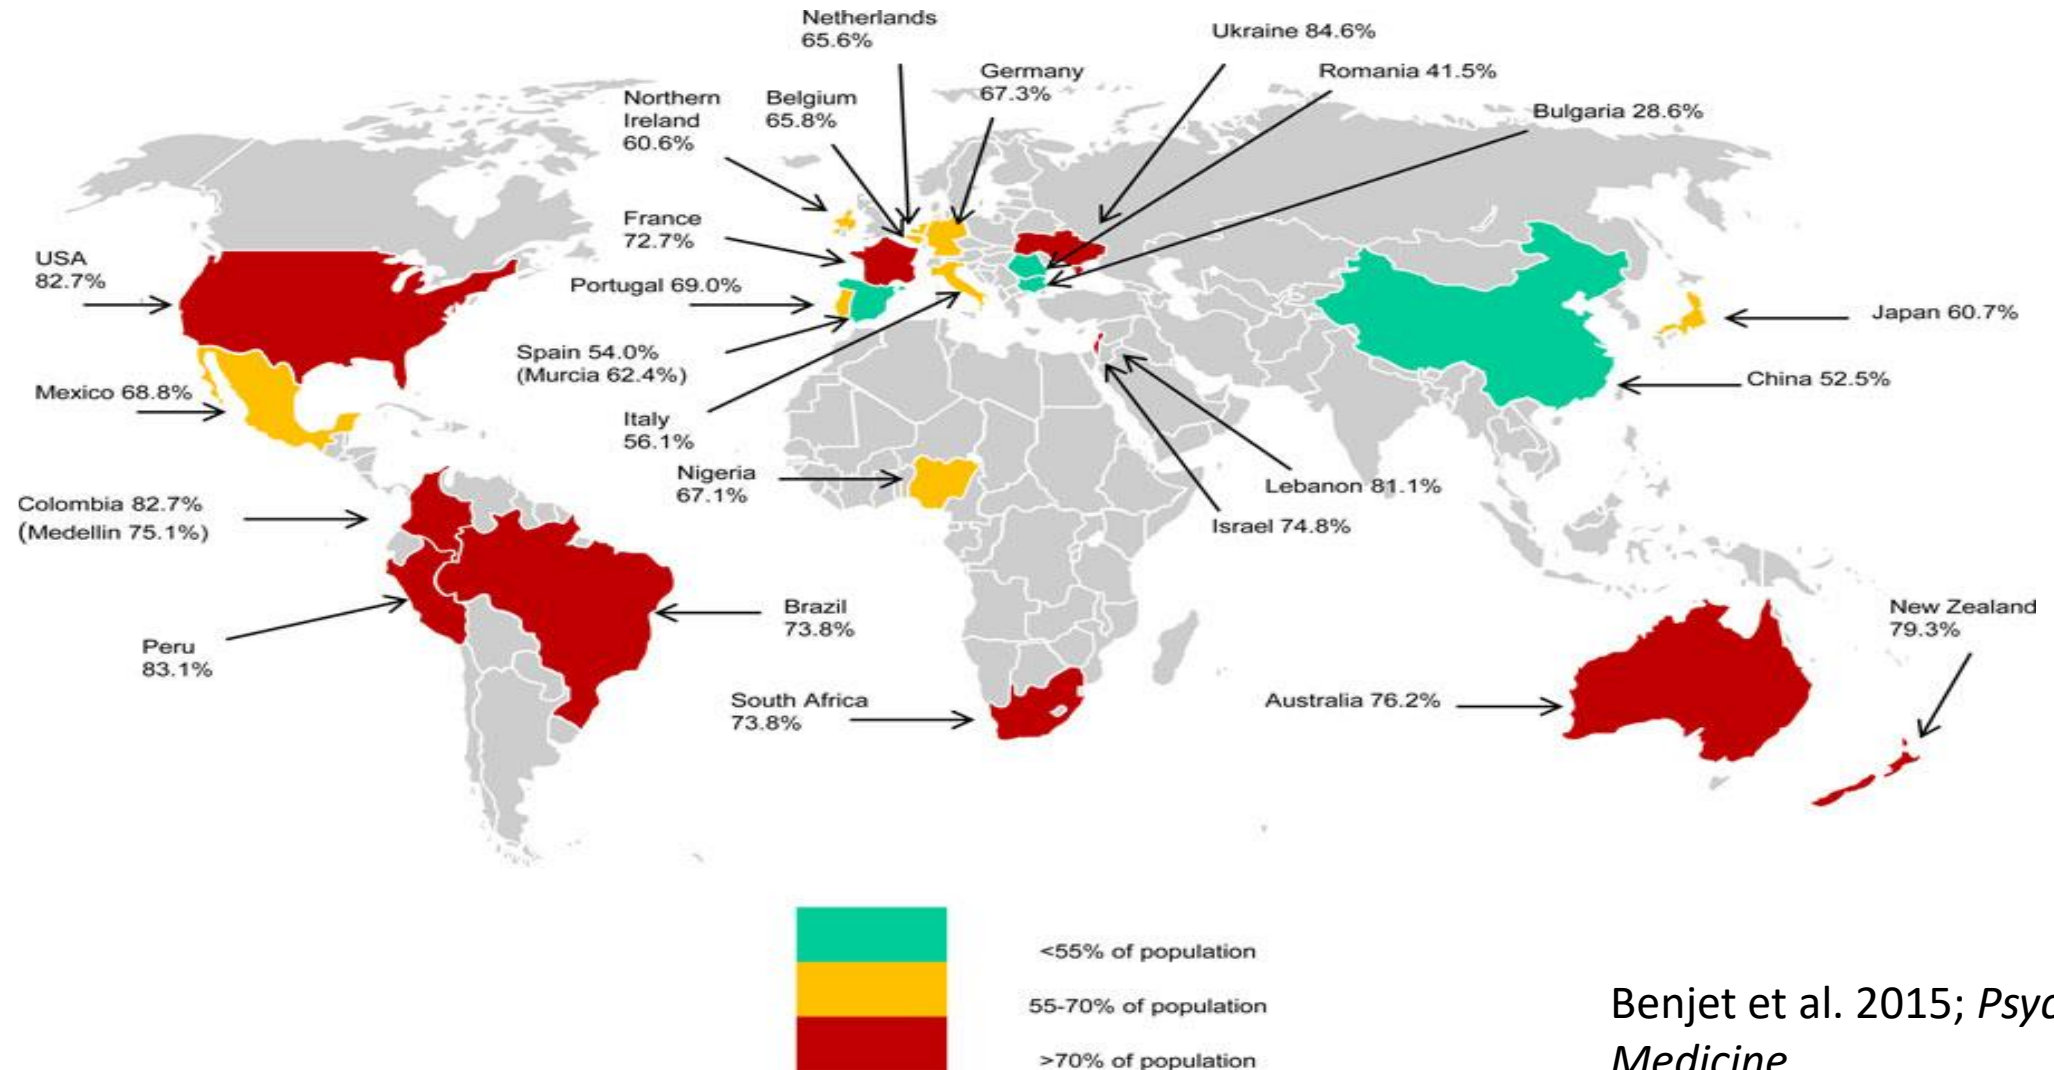 Netherlands
65.6%
Ukraine 84.6%
Germany
67.3%
Romania 41.5%
Northern
Ireland
60.6%
Belgium
65.8%
Bulgaria 28.6%
France
72.7%
USA
82.7%
Portugal 69.0%
Japan 60.7%
Spain 54.0%
(Murcia 62.4%)
China 52.5%
Mexico 68.8%
Italy
56.1%
Nigeria
67.1%
Lebanon 81.1%
Israel 74.8%
Colombia 82.7%
(Medellin 75.1%)
Brazil
73.8%
New Zealand
79.3%
Peru
83.1%
South Africa
73.8%
Australia 76.2%
<55% of population
55-70% of population
>70% of population
Benjet et al. 2015;
Medicine